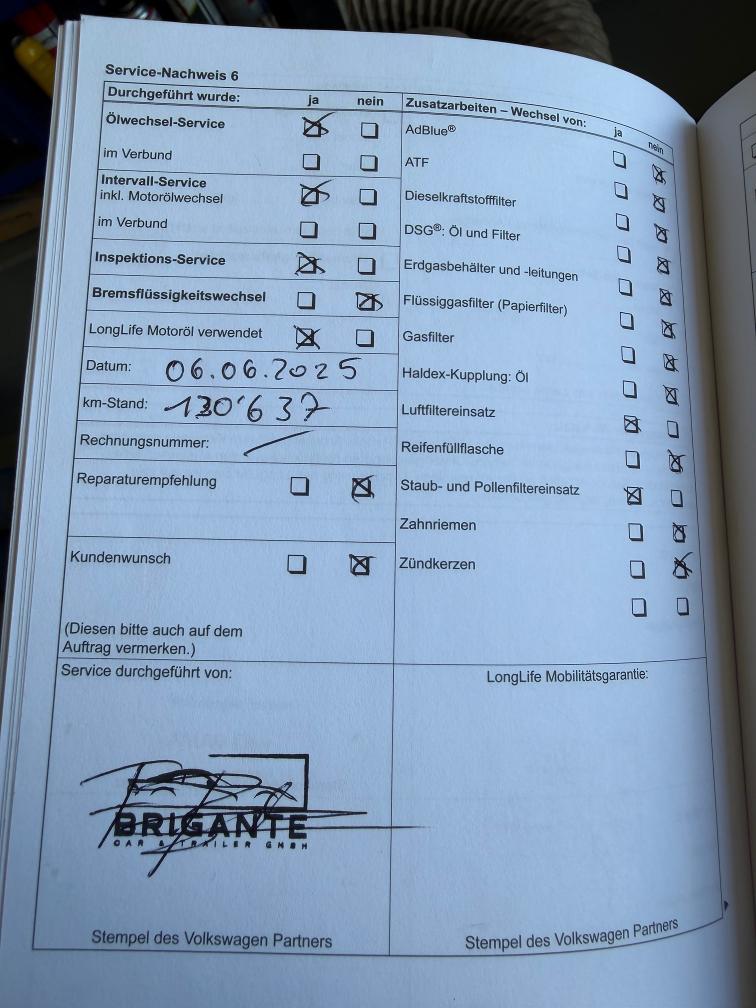 Service-Nachweis 6
Durchgeführt wurde: ja nein
Ölwechsel-Service
im Verbund
Intervall-Service
inkl. Motorölwechsel
im Verbund
Inspektions-Service
Bremsflüssigkeitswechsel
LongLife Motoröl verwendet
Datum: 06.06.2025
km-Stand: 130'637
Rechnungsnummer:
Reparaturempfehlung
Kundenwunsch
(Diesen bitte auch auf dem
Auftrag vermerken.)
Zusatzarbeiten – Wechsel von: ja nein
AdBlue®
ATF
Dieselkraftstofffilter
DSG®: Öl und Filter
Erdgasbehälter und -leitungen
Flüssiggasfilter (Papierfilter)
Gasfilter
Haldex-Kupplung: Öl
Luftfiltereinsatz
Reifenfüllflasche
Staub- und Pollenfiltereinsatz
Zahnriemen
Zündkerzen
Service durchgeführt von:
BRIGANTE
CAR & TRAILER GMBH
Stempel des Volkswagen Partners
LongLife Mobilitätsgarantie:
Stempel des Volkswagen Partners